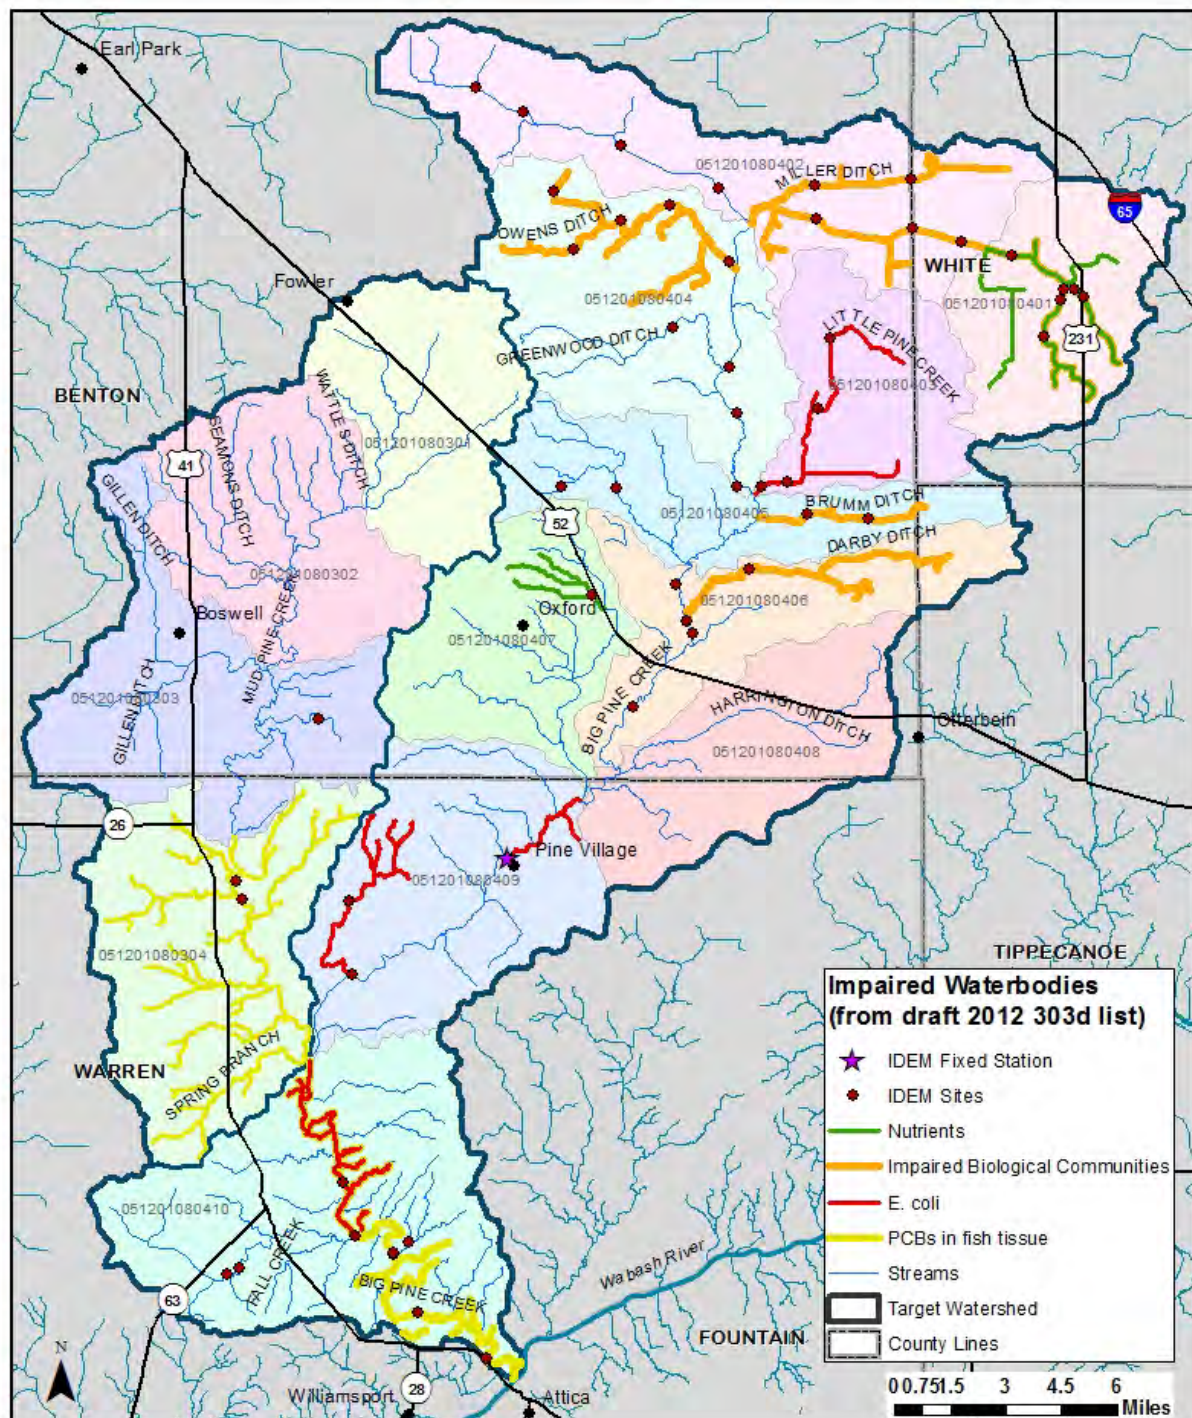 Earl Park
051201080402
MILLER DITCH
65
OWENS DITCH
WHITE
Fowler
051201080404
051201080401
GREENWOOD DITCH
LITTLE PINE CREEK
231
BENTON
WATTLES DITCH
051201080403
SEAMONS DITCH
051201080301
41
GILLEN DITCH
BRUMM DITCH
52
051201080405
DARBY DITCH
051201080302
Boswell
Oxford
051201080406
051201080407
MUD PINE CREEK
051201080303
GILLEN DITCH
BIG PINE CREEK
HARRINGTON DITCH
Otterbein
051201080408
26
Pine Village
051201080409
051201080304
TIPPECANOE
Impaired Waterbodies
(from draft 2012 303d list)
IDEM Fixed Station
IDEM Sites
Nutrients
Impaired Biological Communities
E. coli
PCBs in fish tissue
Streams
Target Watershed
County Lines
WARREN
SPRING BRANCH
051201080410
FALL CREEK
Wabash River
BIG PINE CREEK
63
FOUNTAIN
N
Williamsport
28
Attica
0 0.75 1.5 3 4.5 6
Miles